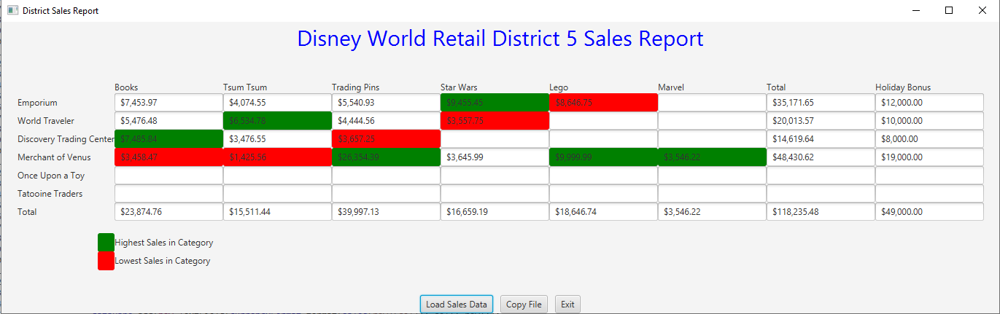 District Sales Report
Disney World Retail District 5 Sales Report
Books Tsum Tsum Trading Pins Star Wars Lego Marvel Total Holiday Bonus
Emporium $7,453.97 $4,074.55 $5,540.93 $9,455.45 $8,646.75 $35,171.65 $12,000.00
World Traveler $5,476.48 $6,534.78 $4,444.56 $3,557.75 $20,013.57 $10,000.00
Discovery Trading Center $7,485.84 $3,476.55 $3,657.25 $14,619.64 $8,000.00
Merchant of Venus $3,458.47 $1,425.56 $26,354.39 $3,645.99 $9,999.99 $3,546.22 $48,430.62 $19,000.00
Once Upon a Toy
Tatooine Traders
Total $23,874.76 $15,511.44 $39,997.13 $16,659.19 $18,646.74 $3,546.22 $118,235.48 $49,000.00
Highest Sales in Category
Lowest Sales in Category
Load Sales Data Copy File Exit